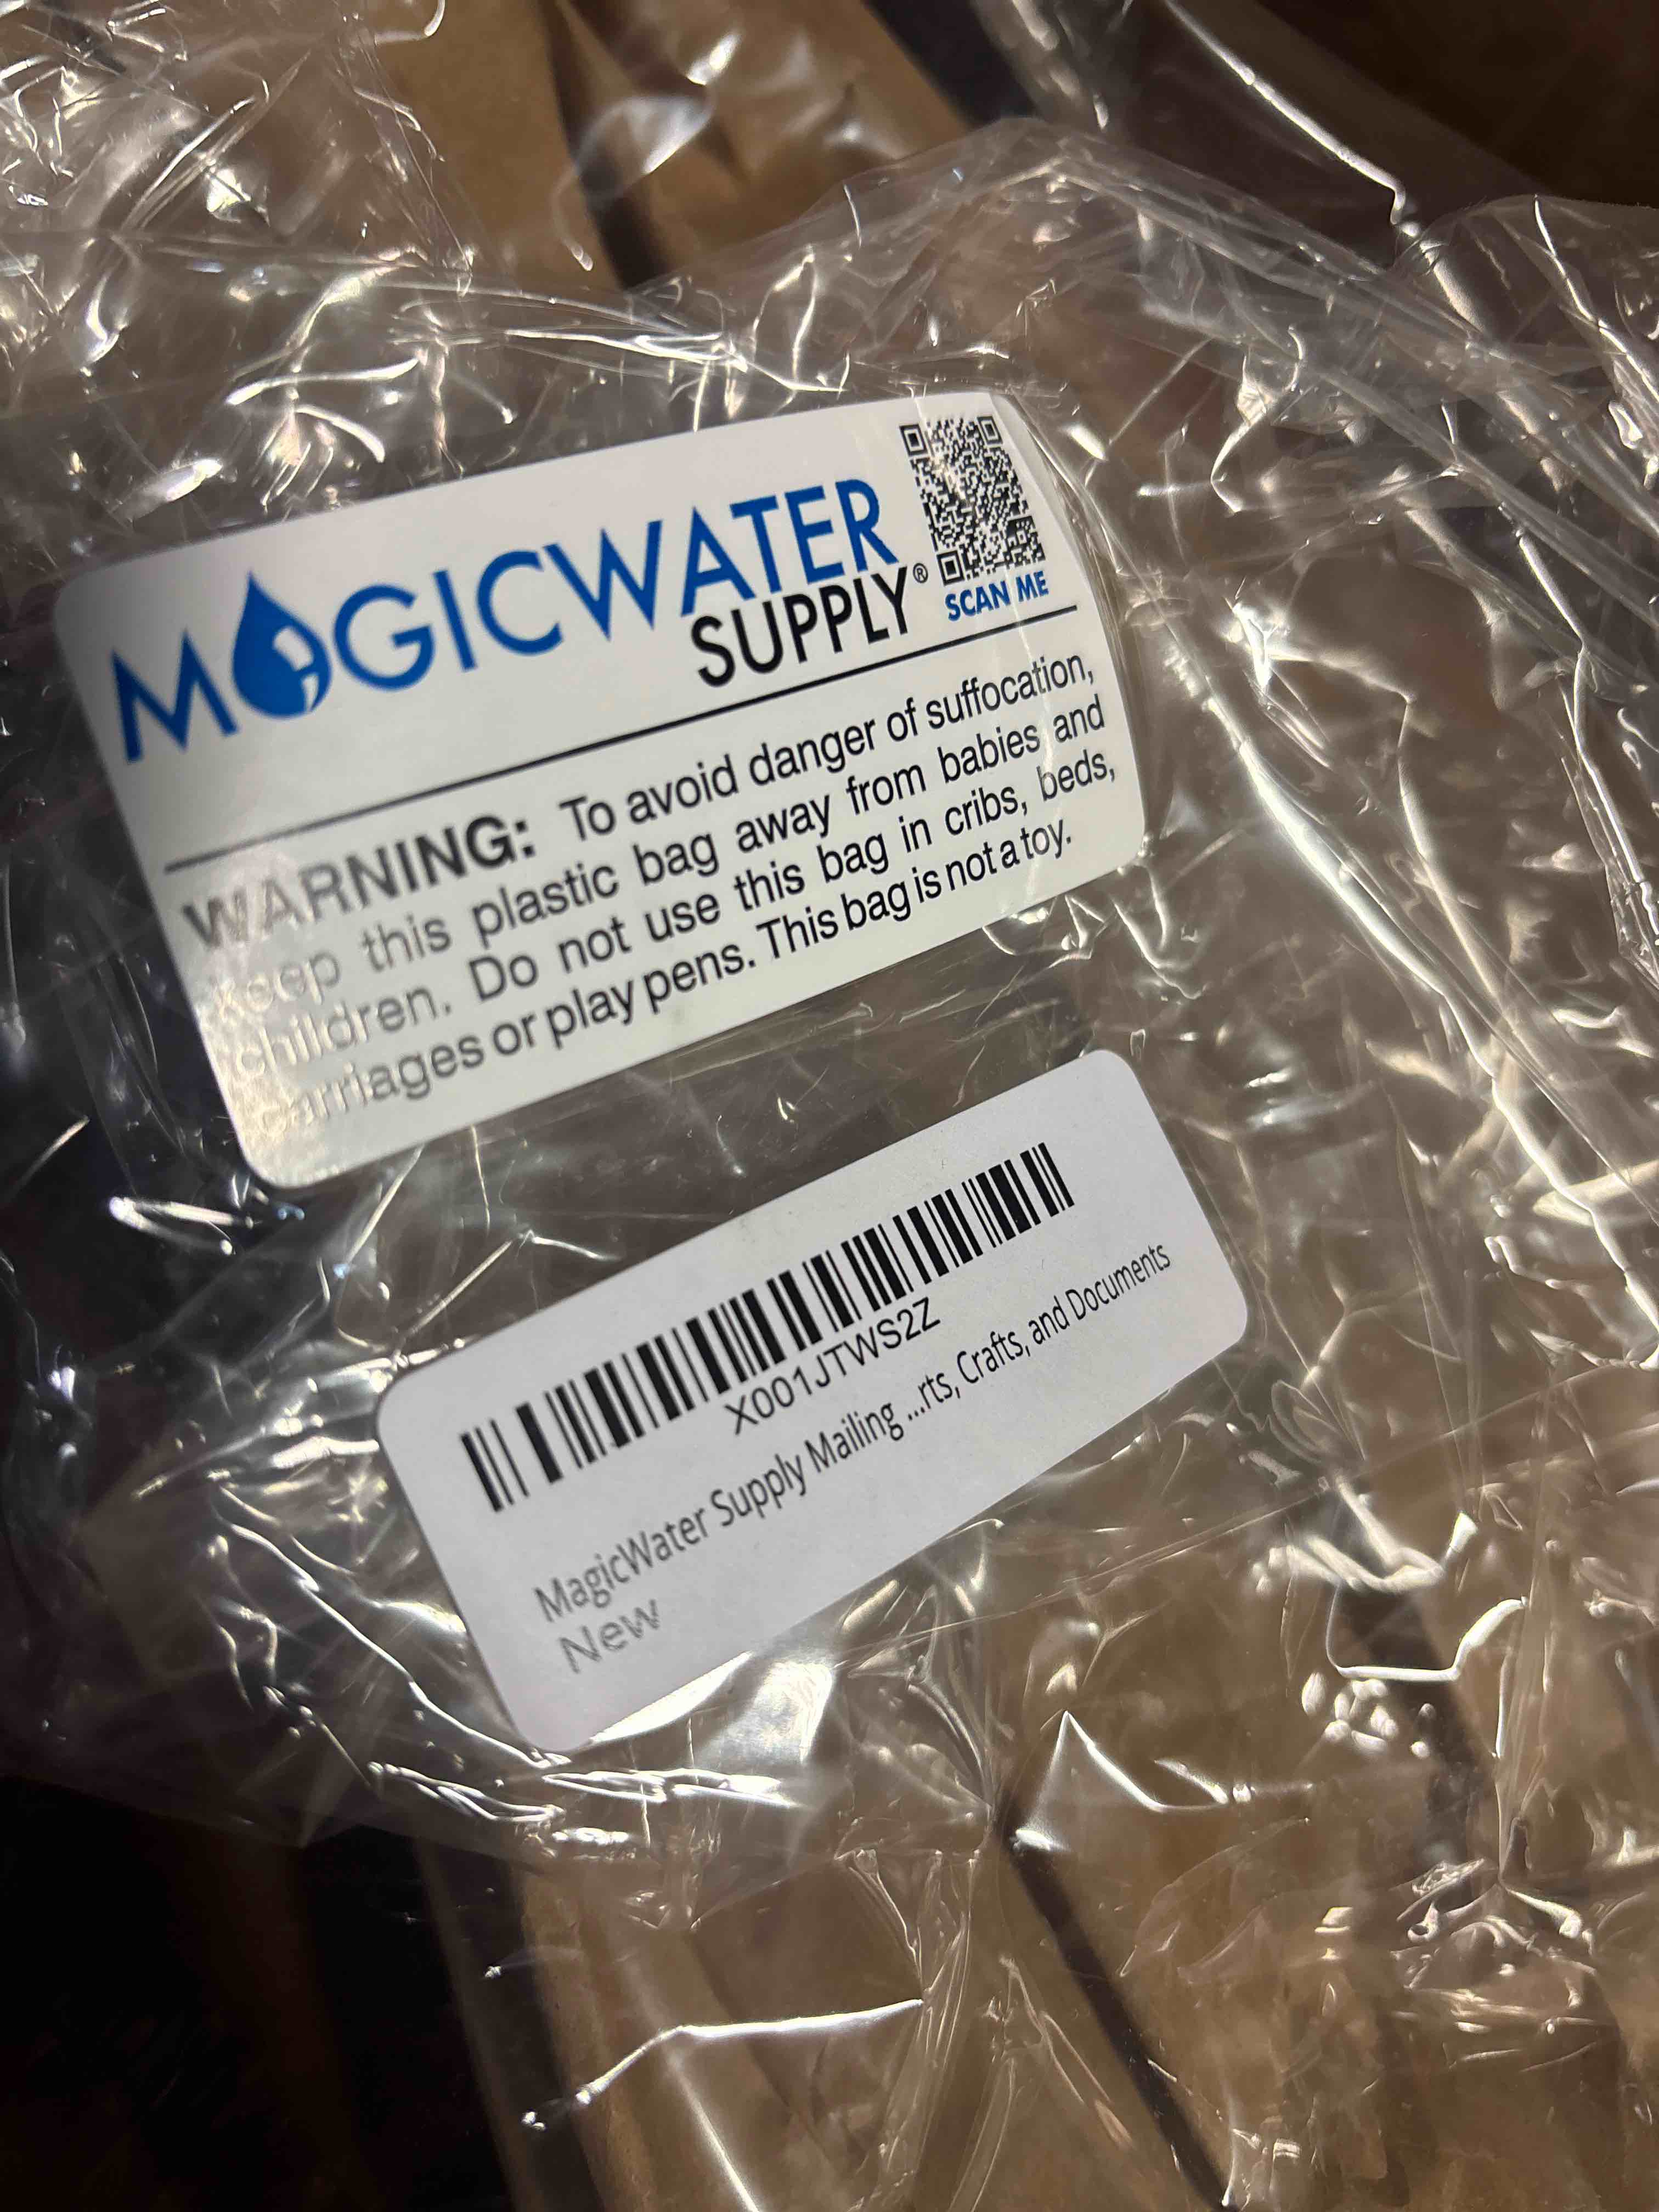 MAGICWATER
SUPPLY®
SCAN ME
WARNING: To avoid danger of suffocation,
keep this plastic bag away from babies and
children. Do not use this bag in cribs, beds,
carriages or play pens. This bag is not a toy.
X001JTWS2Z
MagicWater Supply Mailing ...rts, Crafts, and Documents
New